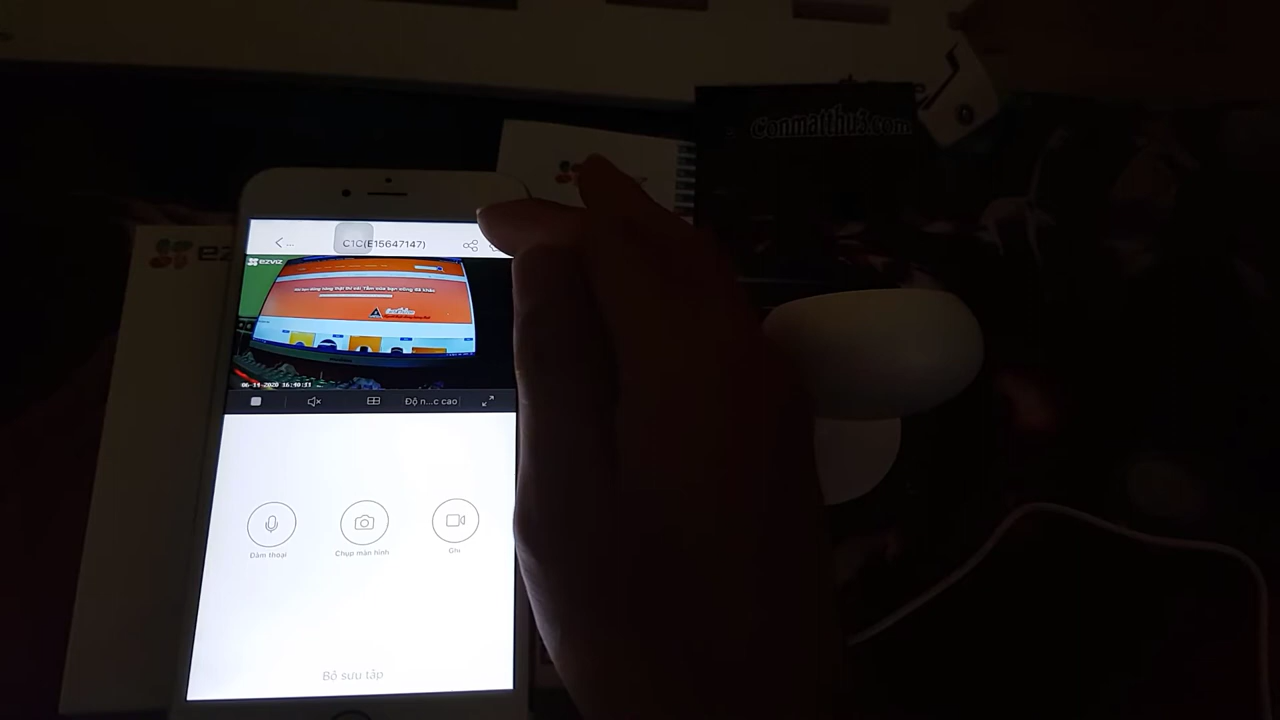 Conmatthu3.com
ez
...
C1C(E15647147)
ezviz
06-14-2020 16:40:11
Độ n...c cao
Đàm thoại
Chụp màn hình
Ghi
Bộ sưu tập